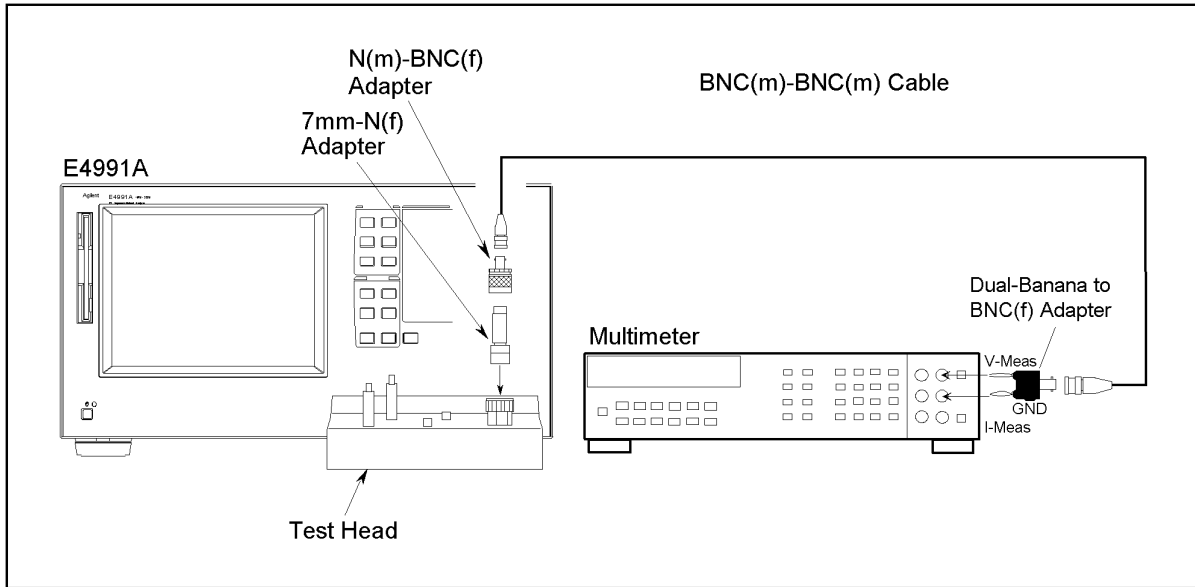 N(m)-BNC(f)
Adapter
BNC(m)-BNC(m) Cable
7mm-N(f)
Adapter
E4991A
Agilent E4991A
Dual-Banana to
BNC(f) Adapter
Multimeter
V-Meas
GND
I-Meas
Test Head